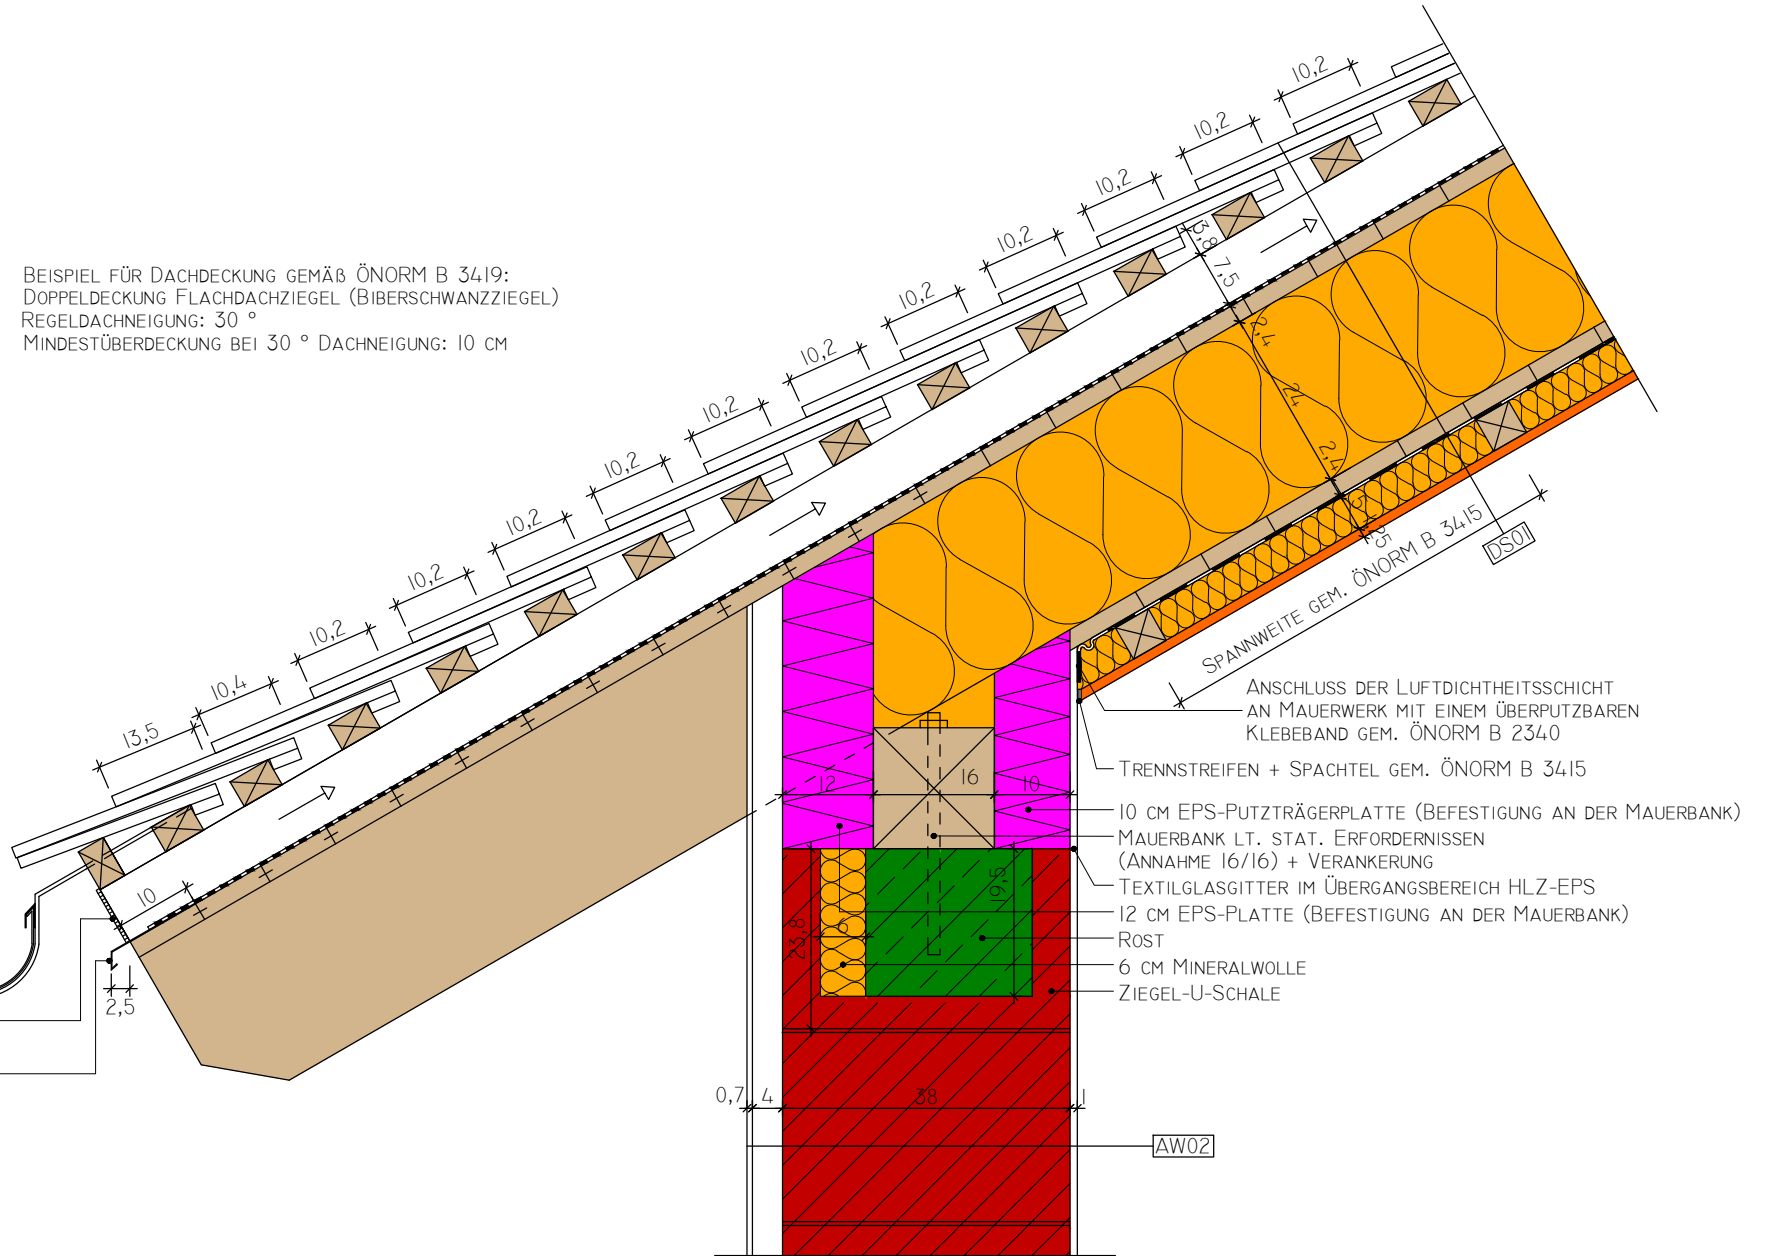 BEISPIEL FÜR DACHDECKUNG GEMÄß ÖNORM B 3419:
DOPPELDECKUNG FLACHDACHZIEGEL (BIBERSCHWANZZIEGEL)
REGELDACHNEIGUNG: 30 °
MINDESTÜBERDECKUNG BEI 30 ° DACHNEIGUNG: 10 CM
10,2
10,2
10,2
10,2
10,2
10,2
10,2
10,2
10,2
10,2
10,2
10,4
13,5
3,8
7,5
2,4
24
2,4
5
1,25
SPANNWEITE GEM. ÖNORM B 3415
DS01
ANSCHLUSS DER LUFTDICHTHEITSSCHICHT
AN MAUERWERK MIT EINEM ÜBERPUTZBAREN
KLEBEBAND GEM. ÖNORM B 2340
TRENNSTREIFEN + SPACHTEL GEM. ÖNORM B 3415
12
16
10
10 CM EPS-PUTZTRÄGERPLATTE (BEFESTIGUNG AN DER MAUERBANK)
MAUERBANK LT. STAT. ERFORDERNISSEN
(ANNAHME 16/16) + VERANKERUNG
TEXTILGLASGITTER IM ÜBERGANGSBEREICH HLZ-EPS
12 CM EPS-PLATTE (BEFESTIGUNG AN DER MAUERBANK)
ROST
6 CM MINERALWOLLE
ZIEGEL-U-SCHALE
10
2,5
23,8
6
19,5
0,7
4
38
1
AW02